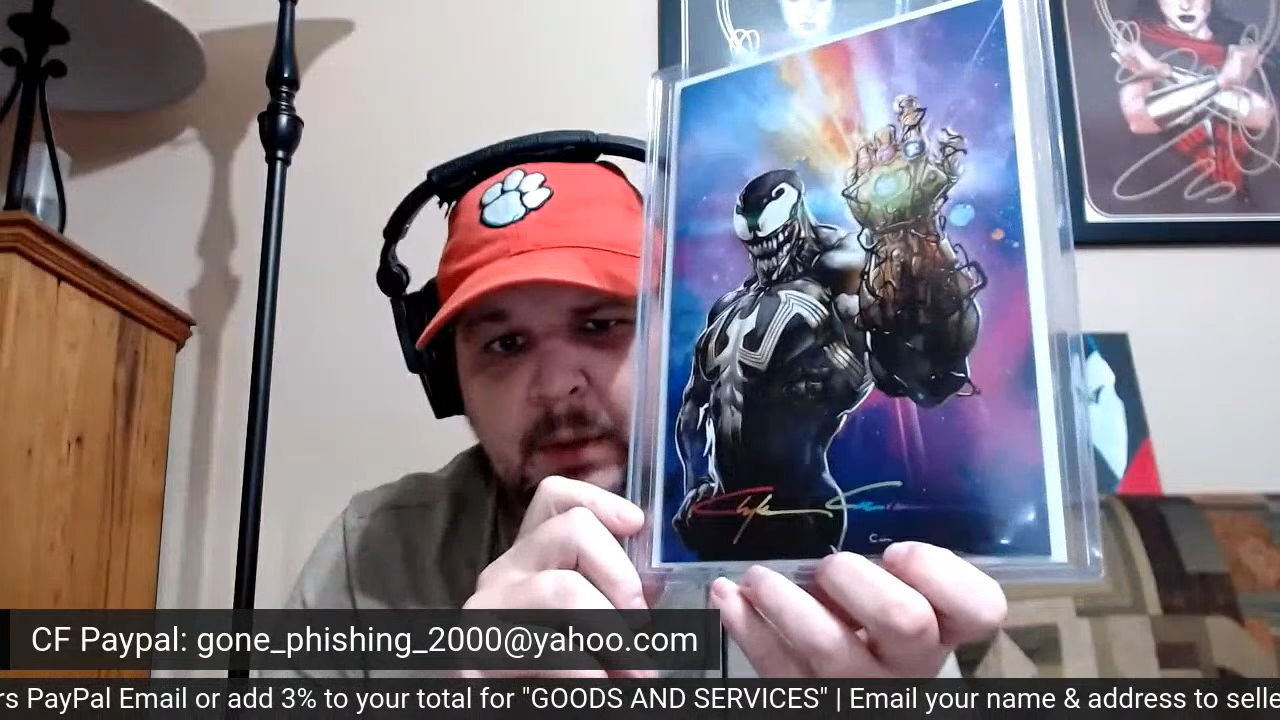 CF Paypal: gone_phishing_2000@yahoo.com
rs PayPal Email or add 3% to your total for "GOODS AND SERVICES" | Email your name & address to selle